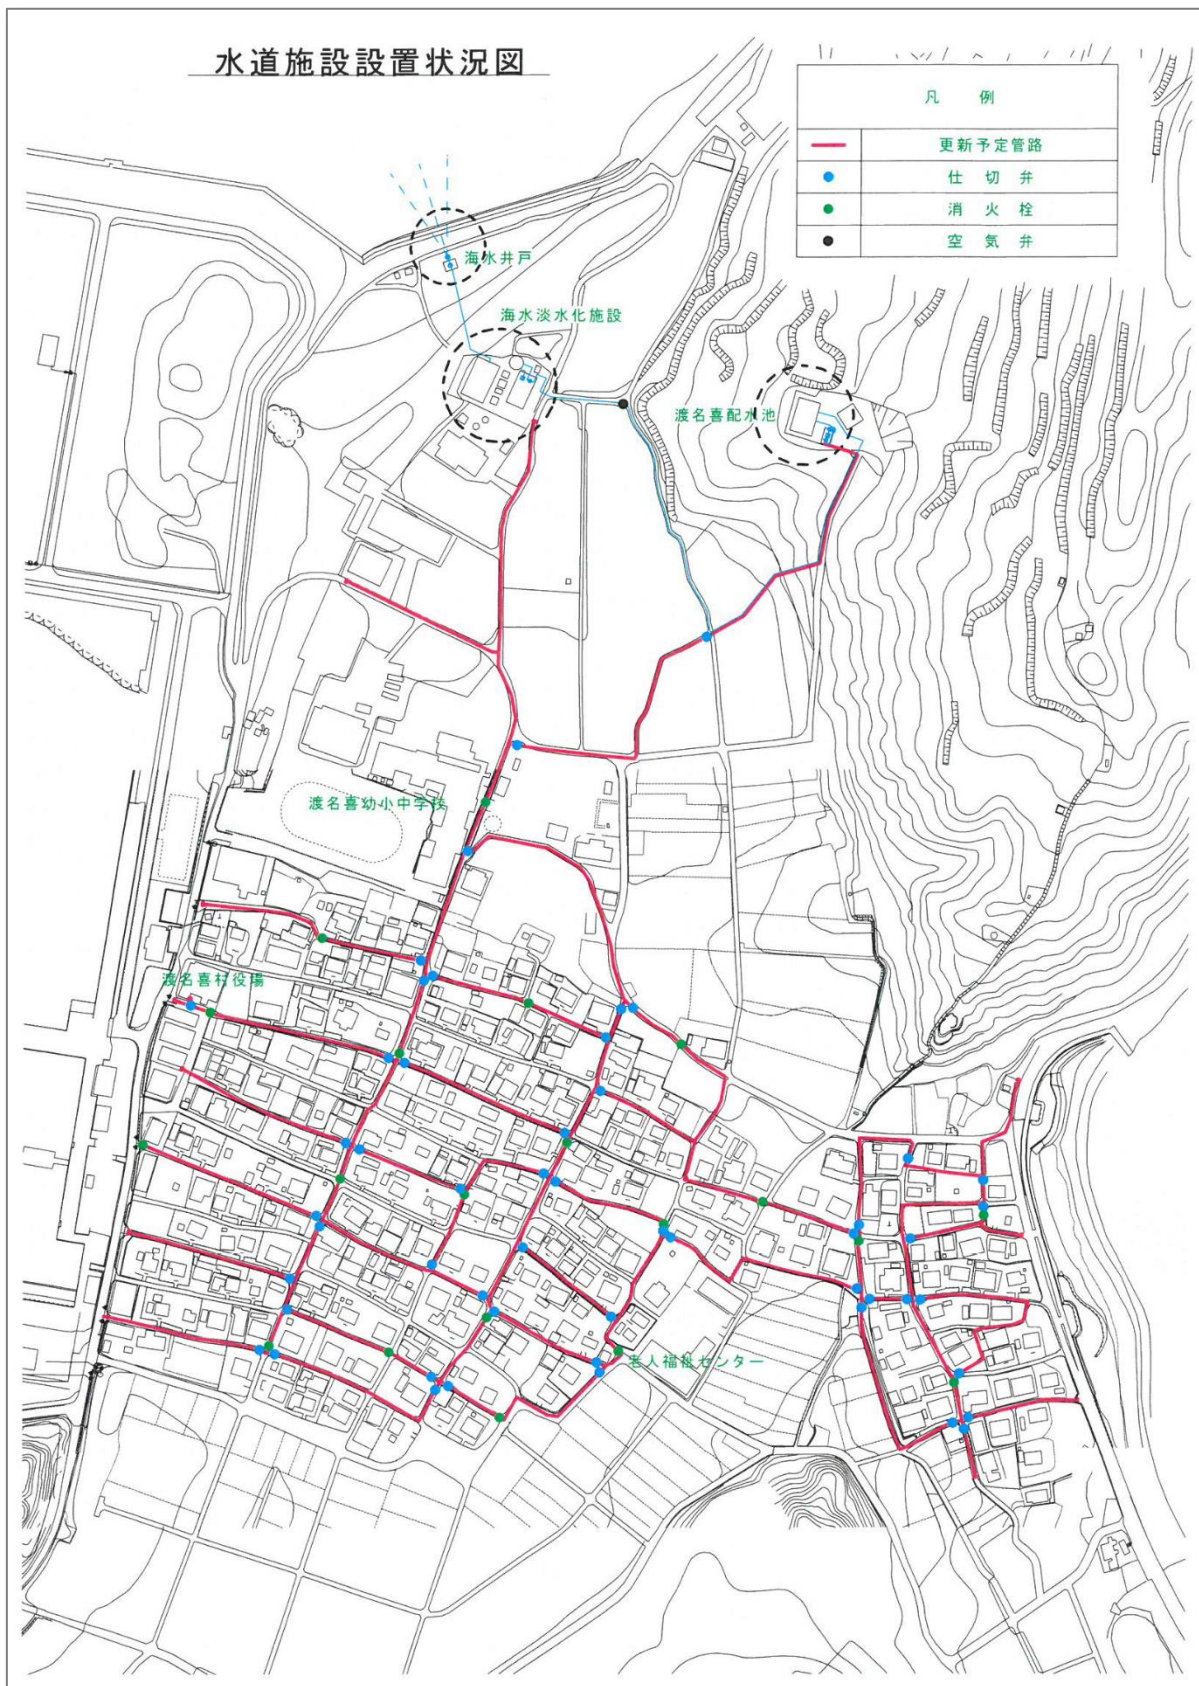 水道施設設置状況図
凡 例
更新予定管路
仕 切 弁
消 火 栓
空 気 弁
海水井戸
海水淡水化施設
渡名喜配水池
渡名喜幼小中学校
渡名喜村役場
老人福祉センター